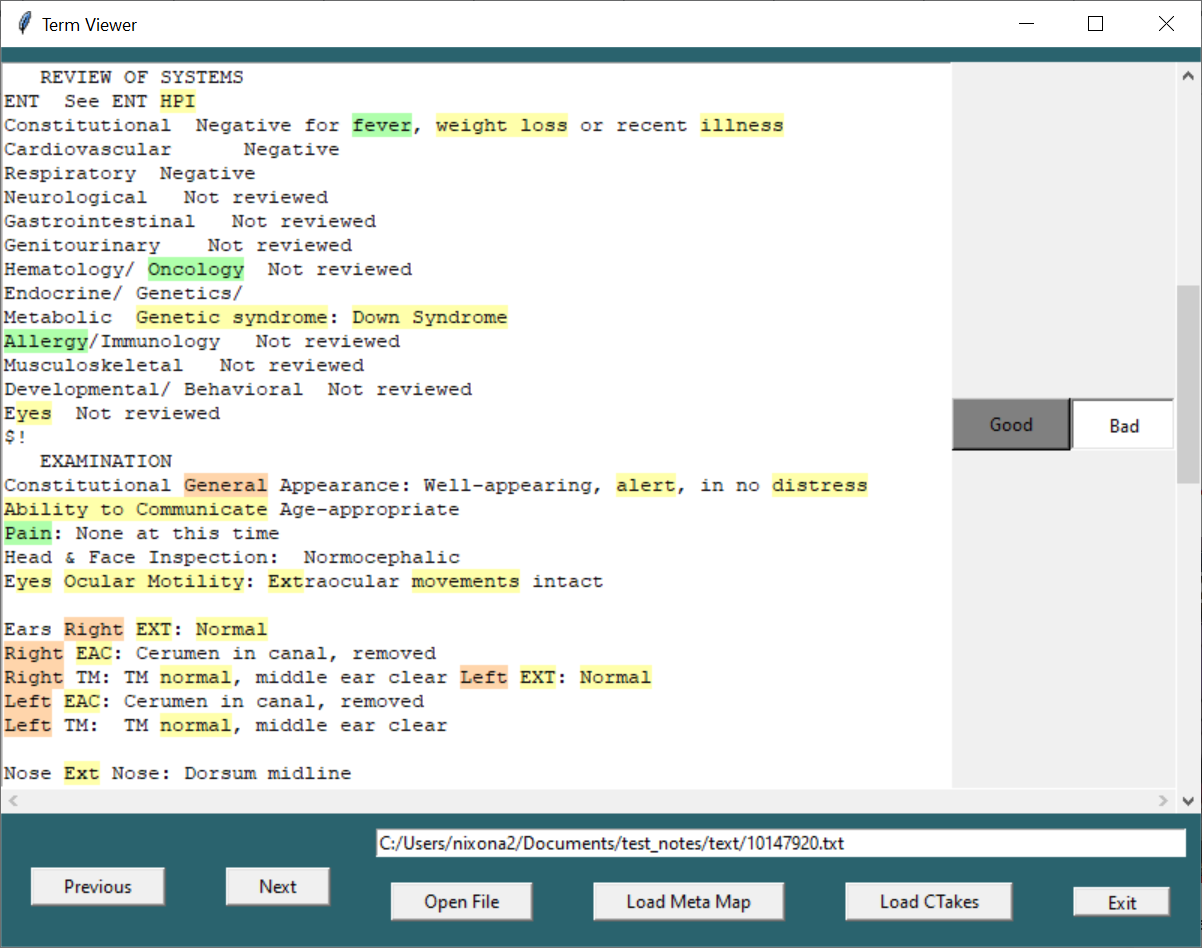 Term Viewer
REVIEW OF SYSTEMS
ENT  See ENT HPI
Constitutional  Negative for fever, weight loss or recent illness
Cardiovascular      Negative
Respiratory  Negative
Neurological   Not reviewed
Gastrointestinal   Not reviewed
Genitourinary    Not reviewed
Hematology/ Oncology  Not reviewed
Endocrine/ Genetics/
Metabolic  Genetic syndrome: Down Syndrome
Allergy/Immunology   Not reviewed
Musculoskeletal   Not reviewed
Developmental/ Behavioral  Not reviewed
Eyes  Not reviewed
$!
EXAMINATION
Constitutional General Appearance: Well-appearing, alert, in no distress
Ability to Communicate Age-appropriate
Pain: None at this time
Head & Face Inspection:  Normocephalic
Eyes Ocular Motility: Extraocular movements intact
Ears Right EXT: Normal
Right EAC: Cerumen in canal, removed
Right TM: TM normal, middle ear clear Left EXT: Normal
Left EAC: Cerumen in canal, removed
Left TM:  TM normal, middle ear clear
Nose Ext Nose: Dorsum midline
Good
Bad
C:/Users/nixona2/Documents/test_notes/text/10147920.txt
Previous
Next
Open File
Load Meta Map
Load CTakes
Exit